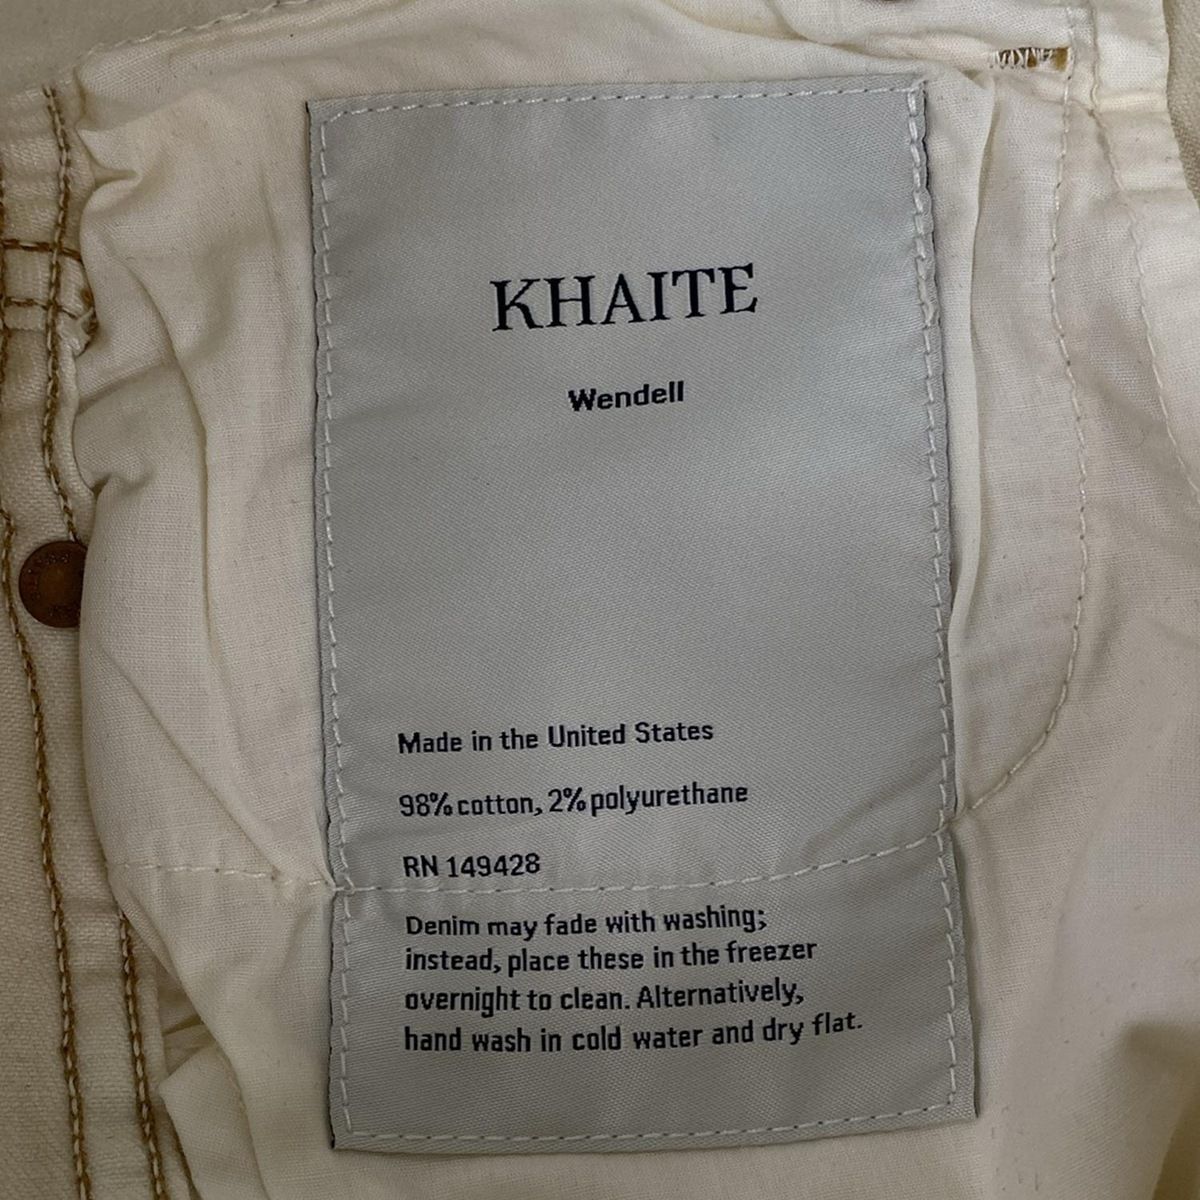 KHAITE
Wendell
Made in the United States
98% cotton, 2% polyurethane
RN 149428
Denim may fade with washing;
instead, place these in the freezer
overnight to clean. Alternatively,
hand wash in cold water and dry flat.